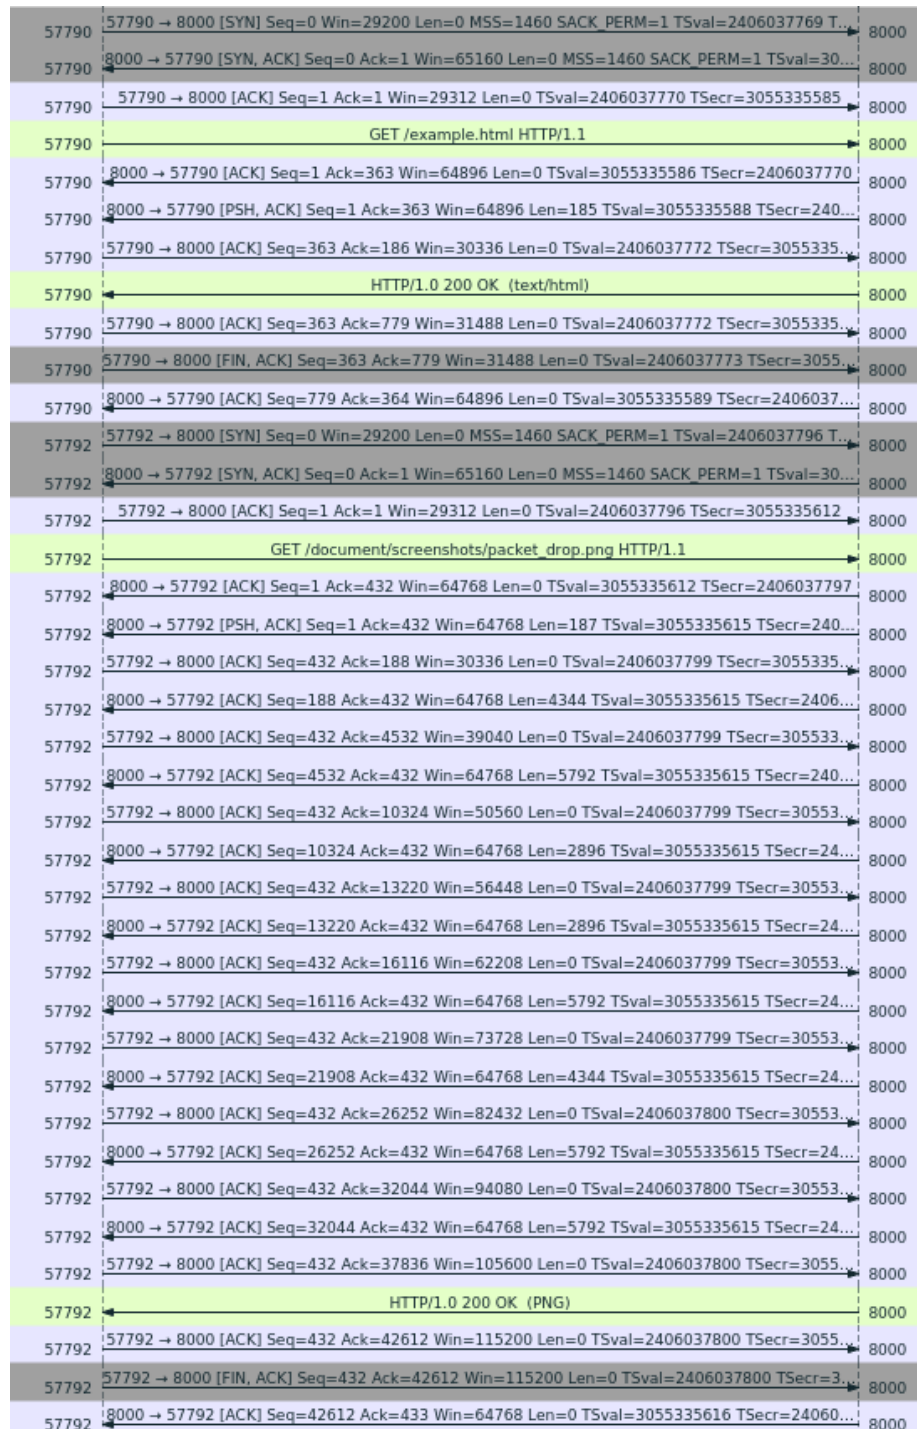 57790 57790 → 8000 [SYN] Seq=0 Win=29200 Len=0 MSS=1460 SACK_PERM=1 TSval=2406037769 T... 8000
57790 8000 → 57790 [SYN, ACK] Seq=0 Ack=1 Win=65160 Len=0 MSS=1460 SACK_PERM=1 TSval=30... 8000
57790 57790 → 8000 [ACK] Seq=1 Ack=1 Win=29312 Len=0 TSval=2406037770 TSecr=3055335585 8000
57790 GET /example.html HTTP/1.1 8000
57790 8000 → 57790 [ACK] Seq=1 Ack=363 Win=64896 Len=0 TSval=3055335586 TSecr=2406037770 8000
57790 8000 → 57790 [PSH, ACK] Seq=1 Ack=363 Win=64896 Len=185 TSval=3055335588 TSecr=240... 8000
57790 57790 → 8000 [ACK] Seq=363 Ack=186 Win=30336 Len=0 TSval=2406037772 TSecr=3055335... 8000
57790 HTTP/1.0 200 OK (text/html) 8000
57790 57790 → 8000 [ACK] Seq=363 Ack=779 Win=31488 Len=0 TSval=2406037772 TSecr=3055335... 8000
57790 57790 → 8000 [FIN, ACK] Seq=363 Ack=779 Win=31488 Len=0 TSval=2406037773 TSecr=3055... 8000
57790 8000 → 57790 [ACK] Seq=779 Ack=364 Win=64896 Len=0 TSval=3055335589 TSecr=2406037... 8000
57792 57792 → 8000 [SYN] Seq=0 Win=29200 Len=0 MSS=1460 SACK_PERM=1 TSval=2406037796 T... 8000
57792 8000 → 57792 [SYN, ACK] Seq=0 Ack=1 Win=65160 Len=0 MSS=1460 SACK_PERM=1 TSval=30... 8000
57792 57792 → 8000 [ACK] Seq=1 Ack=1 Win=29312 Len=0 TSval=2406037796 TSecr=3055335612 8000
57792 GET /document/screenshots/packet_drop.png HTTP/1.1 8000
57792 8000 → 57792 [ACK] Seq=1 Ack=432 Win=64768 Len=0 TSval=3055335612 TSecr=2406037797 8000
57792 8000 → 57792 [PSH, ACK] Seq=1 Ack=432 Win=64768 Len=187 TSval=3055335615 TSecr=240... 8000
57792 57792 → 8000 [ACK] Seq=432 Ack=188 Win=30336 Len=0 TSval=2406037799 TSecr=3055335... 8000
57792 8000 → 57792 [ACK] Seq=188 Ack=432 Win=64768 Len=4344 TSval=3055335615 TSecr=2406... 8000
57792 57792 → 8000 [ACK] Seq=432 Ack=4532 Win=39040 Len=0 TSval=2406037799 TSecr=305533... 8000
57792 8000 → 57792 [ACK] Seq=4532 Ack=432 Win=64768 Len=5792 TSval=3055335615 TSecr=240... 8000
57792 57792 → 8000 [ACK] Seq=432 Ack=10324 Win=50560 Len=0 TSval=2406037799 TSecr=30553... 8000
57792 8000 → 57792 [ACK] Seq=10324 Ack=432 Win=64768 Len=2896 TSval=3055335615 TSecr=24... 8000
57792 57792 → 8000 [ACK] Seq=432 Ack=13220 Win=56448 Len=0 TSval=2406037799 TSecr=30553... 8000
57792 8000 → 57792 [ACK] Seq=13220 Ack=432 Win=64768 Len=2896 TSval=3055335615 TSecr=24... 8000
57792 57792 → 8000 [ACK] Seq=432 Ack=16116 Win=62208 Len=0 TSval=2406037799 TSecr=30553... 8000
57792 8000 → 57792 [ACK] Seq=16116 Ack=432 Win=64768 Len=5792 TSval=3055335615 TSecr=24... 8000
57792 57792 → 8000 [ACK] Seq=432 Ack=21908 Win=73728 Len=0 TSval=2406037799 TSecr=30553... 8000
57792 8000 → 57792 [ACK] Seq=21908 Ack=432 Win=64768 Len=4344 TSval=3055335615 TSecr=24... 8000
57792 57792 → 8000 [ACK] Seq=432 Ack=26252 Win=82432 Len=0 TSval=2406037800 TSecr=30553... 8000
57792 8000 → 57792 [ACK] Seq=26252 Ack=432 Win=64768 Len=5792 TSval=3055335615 TSecr=24... 8000
57792 57792 → 8000 [ACK] Seq=432 Ack=32044 Win=94080 Len=0 TSval=2406037800 TSecr=30553... 8000
57792 8000 → 57792 [ACK] Seq=32044 Ack=432 Win=64768 Len=5792 TSval=3055335615 TSecr=24... 8000
57792 57792 → 8000 [ACK] Seq=432 Ack=37836 Win=105600 Len=0 TSval=2406037800 TSecr=3055... 8000
57792 HTTP/1.0 200 OK (PNG) 8000
57792 57792 → 8000 [ACK] Seq=432 Ack=42612 Win=115200 Len=0 TSval=2406037800 TSecr=3055... 8000
57792 57792 → 8000 [FIN, ACK] Seq=432 Ack=42612 Win=115200 Len=0 TSval=2406037800 TSecr=3... 8000
57792 8000 → 57792 [ACK] Seq=42612 Ack=433 Win=64768 Len=0 TSval=3055335616 TSecr=24060... 8000